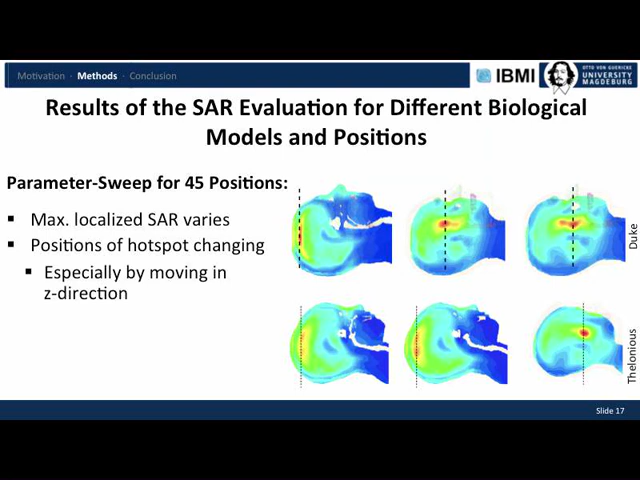 Motivation · Methods · Conclusion
IBMI
OTTO VON GUERICKE
UNIVERSITY
MAGDEBURG
Results of the SAR Evaluation for Different Biological
Models and Positions
Parameter-Sweep for 45 Positions:
▪ Max. localized SAR varies
▪ Positions of hotspot changing
▪ Especially by moving in
z-direction
Duke
Thelonious
Slide 17